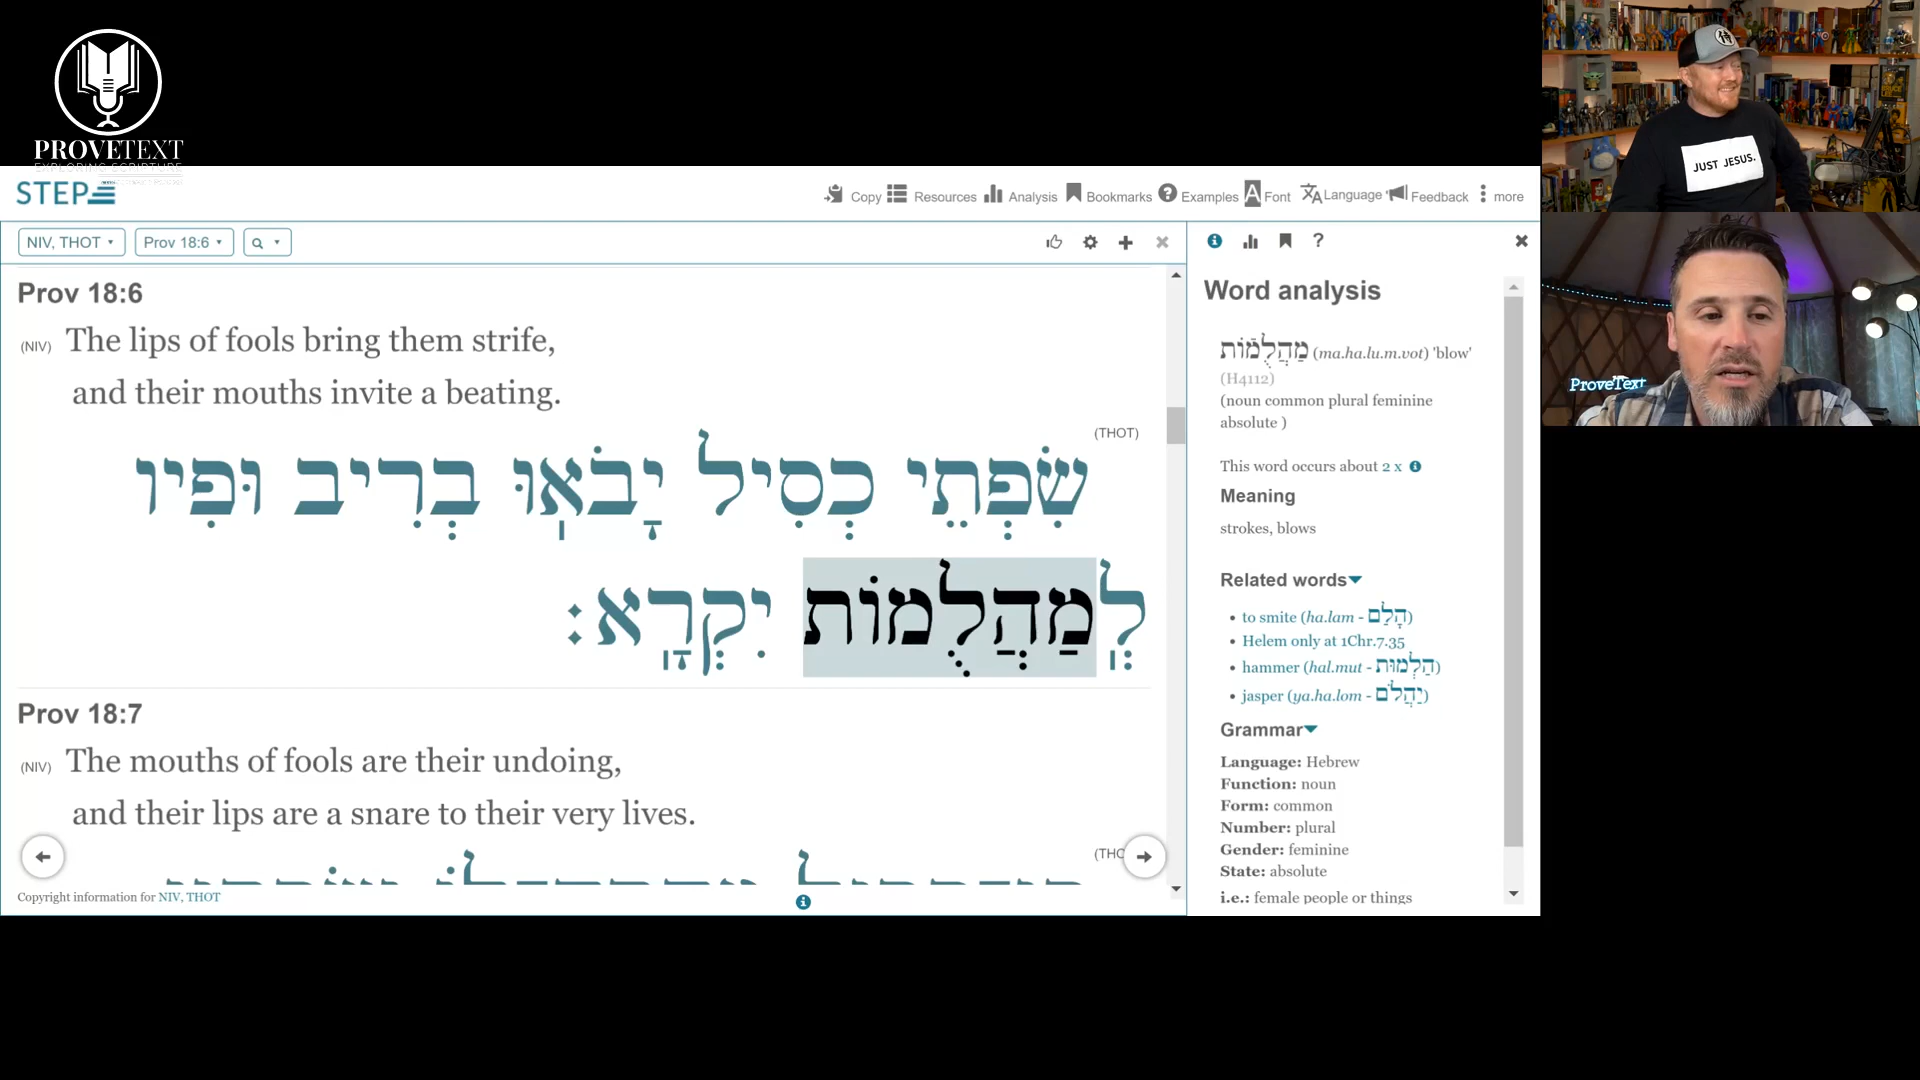 PROVETEXT
EXPLORING SCRIPTURE
STEP
Copy Resources Analysis Bookmarks Examples A Font Language Feedback more
NIV, THOT Prov 18:6
Prov 18:6
(NIV) The lips of fools bring them strife,
and their mouths invite a beating.
(THOT)
שִׂפְתֵי כְסִיל יָבֹאֽוּ בְרִיב וּפִיו
לְֽמַהֲלֻמוֹת יִקְרָֽא׃
Prov 18:7
(NIV) The mouths of fools are their undoing,
and their lips are a snare to their very lives.
Copyright information for NIV, THOT
Word analysis
מַהֲלֻמּוֹת (ma.ha.lu.m.vot) 'blow'
(H4112)
(noun common plural feminine
absolute )
This word occurs about 2 x
Meaning
strokes, blows
Related words
• to smite (ha.lam - הָלַם)
• Helem only at 1Chr.7.35
• hammer (hal.mut - הַלְמוּת)
• jasper (ya.ha.lom - יַהֲלֹם)
Grammar
Language: Hebrew
Function: noun
Form: common
Number: plural
Gender: feminine
State: absolute
i.e.: female people or things
JUST JESUS.
ProveText